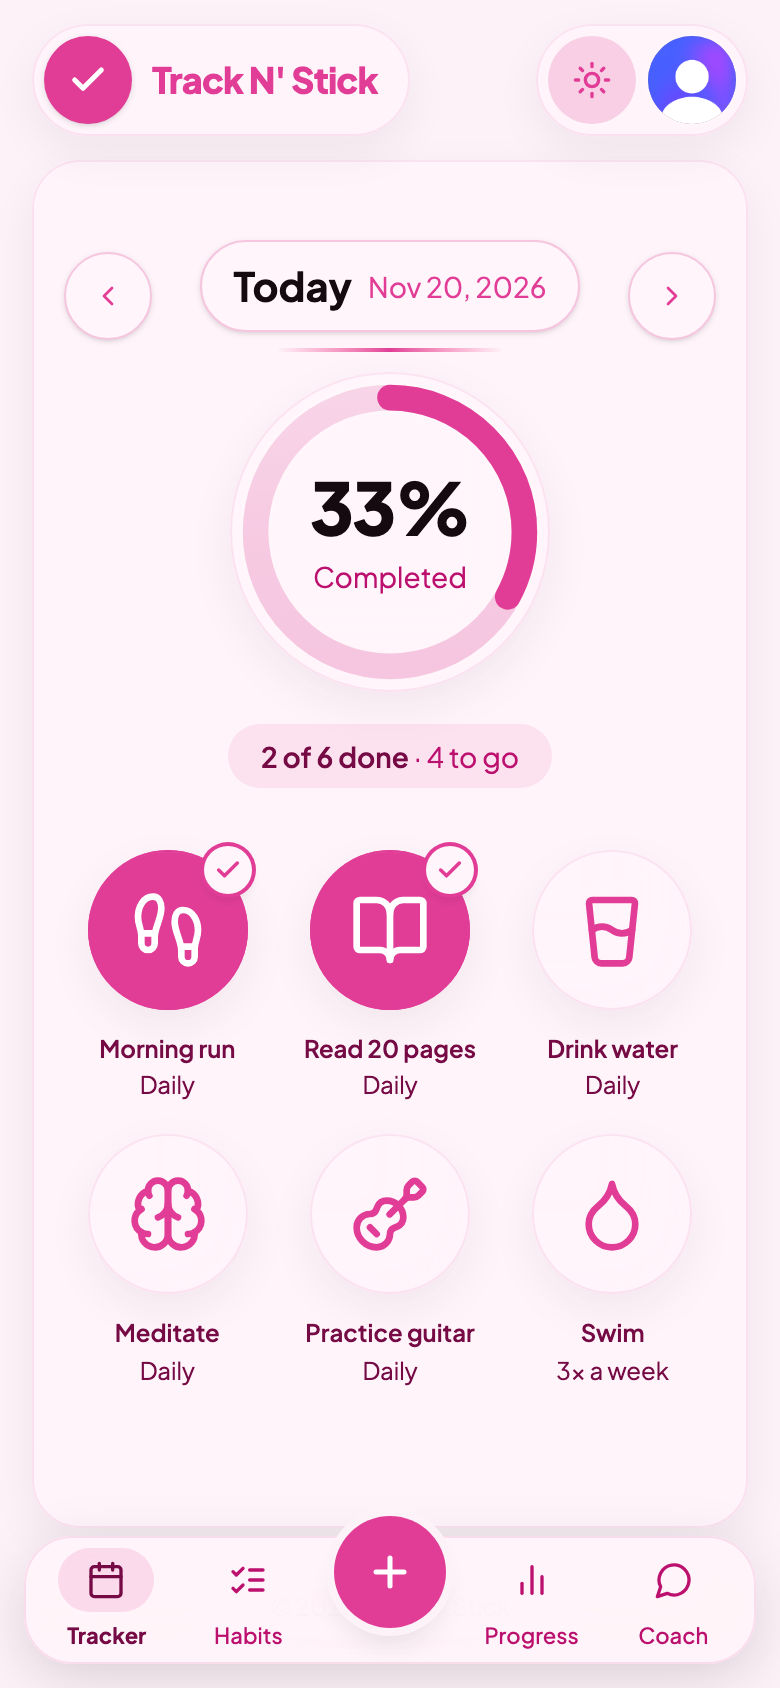 Track N' Stick
Today Nov 20, 2026
33%
Completed
2 of 6 done · 4 to go
Morning run
Daily
Read 20 pages
Daily
Drink water
Daily
Meditate
Daily
Practice guitar
Daily
Swim
3× a week
Tracker
Habits
Progress
Coach